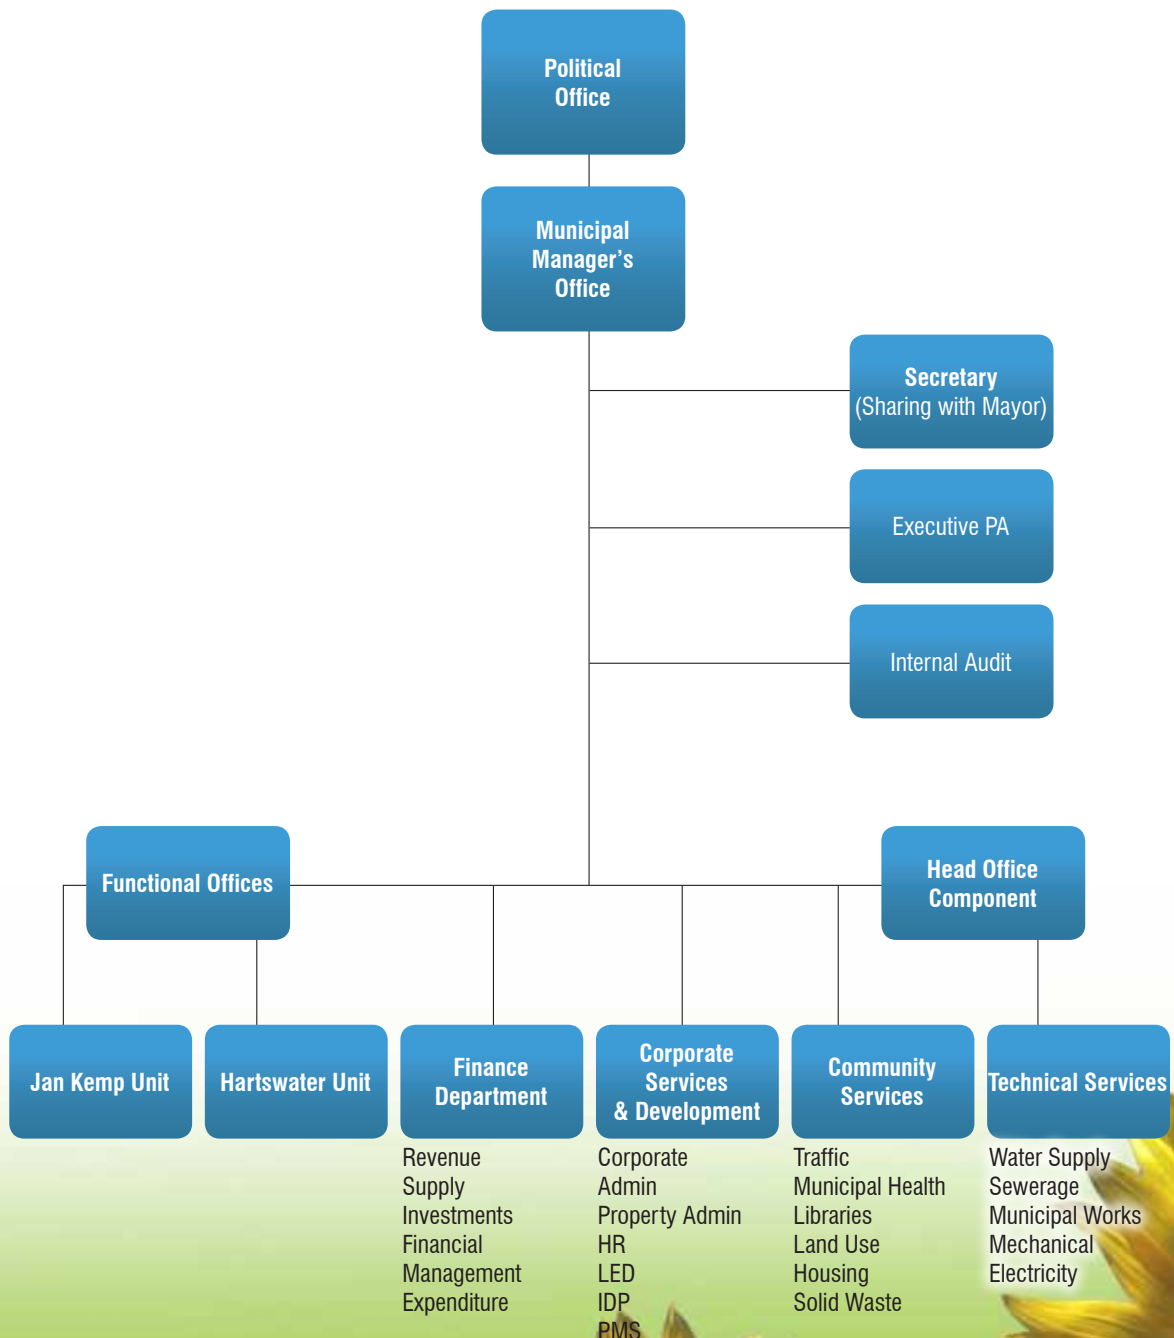 Political
Office
Municipal
Manager’s
Office
Secretary
(Sharing with Mayor)
Executive PA
Internal Audit
Functional Offices
Head Office
Component
Jan Kemp Unit
Hartswater Unit
Finance
Department
Corporate
Services
& Development
Community
Services
Technical Services
Revenue
Supply
Investments
Financial
Management
Expenditure
Corporate
Admin
Property Admin
HR
LED
IDP
PMS
Traffic
Municipal Health
Libraries
Land Use
Housing
Solid Waste
Water Supply
Sewerage
Municipal Works
Mechanical
Electricity